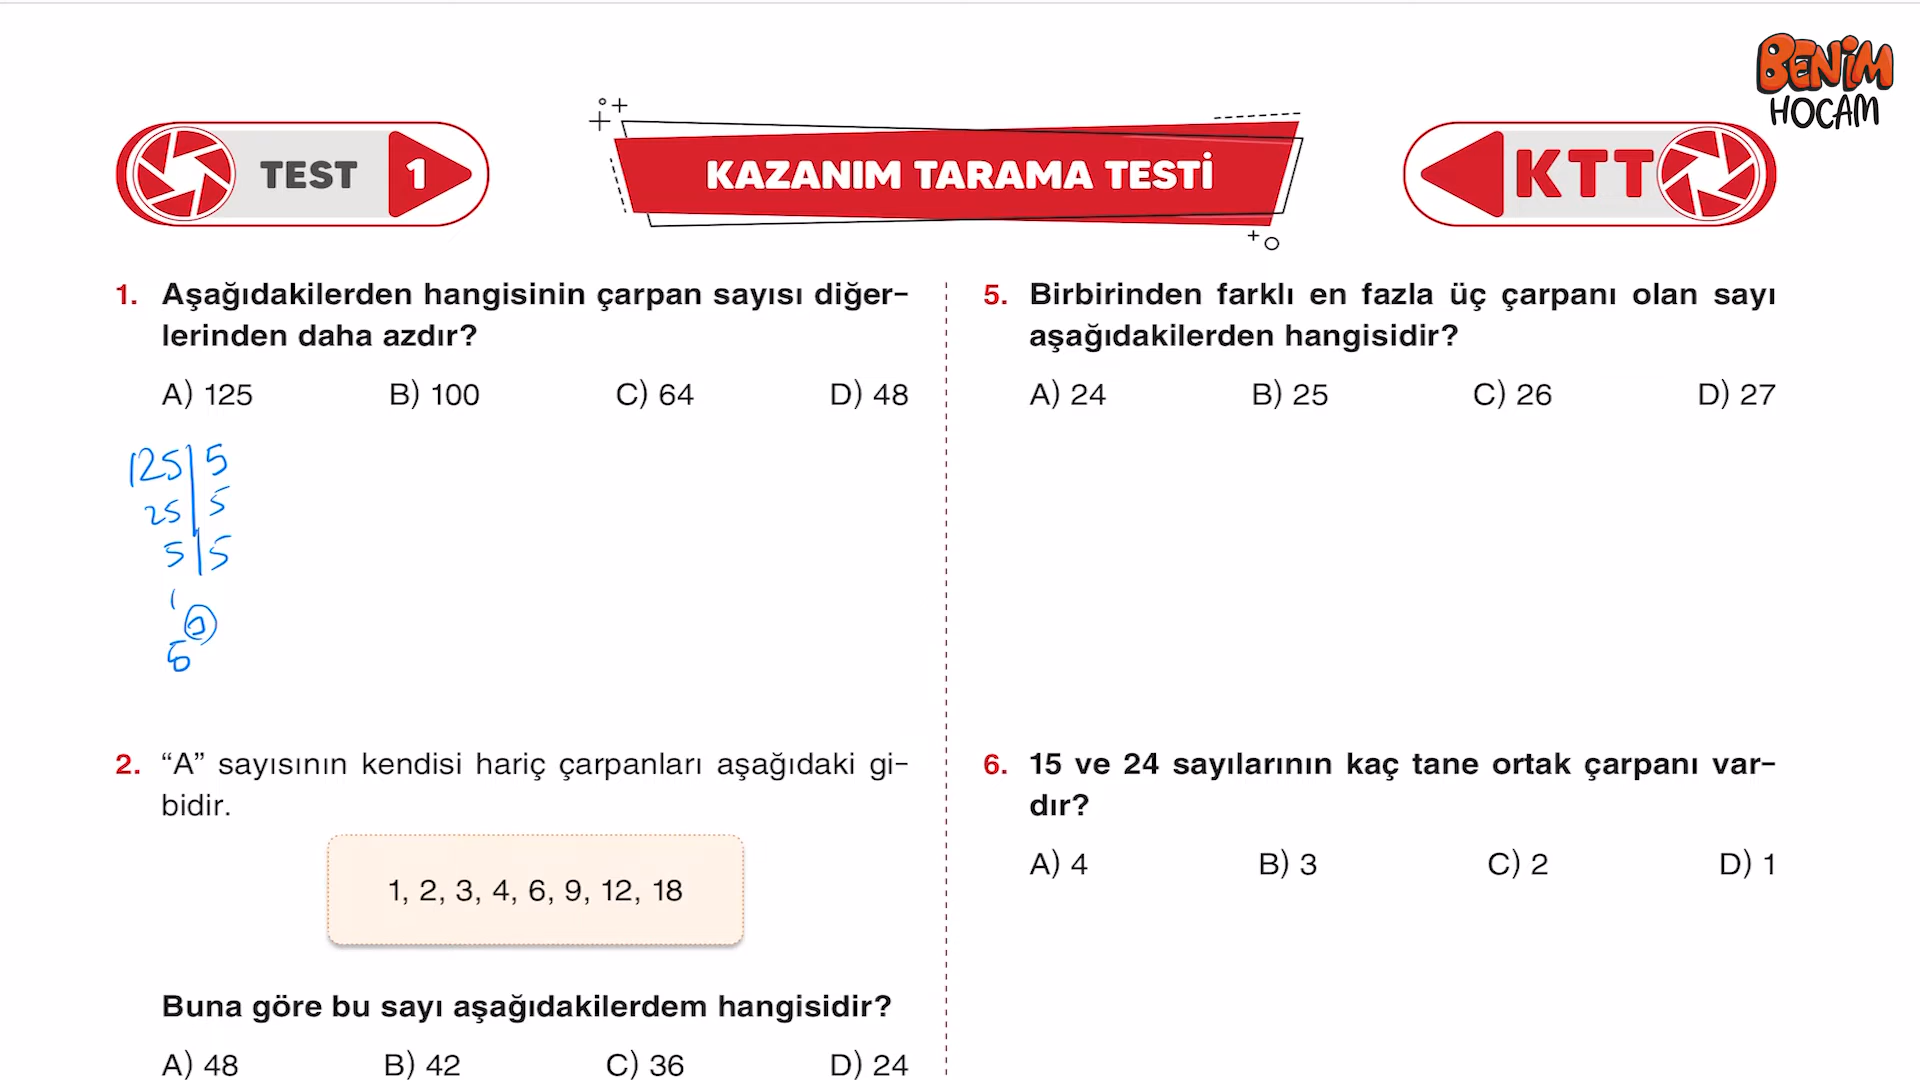 BENİM
HOCAM
TEST 1
KAZANIM TARAMA TESTİ
KTT
1. Aşağıdakilerden hangisinin çarpan sayısı diğer-
lerinden daha azdır?
A) 125 B) 100 C) 64 D) 48
125 | 5
25 | 5
5 | 5
1
5
2. “A” sayısının kendisi hariç çarpanları aşağıdaki gi-
bidir.
1, 2, 3, 4, 6, 9, 12, 18
Buna göre bu sayı aşağıdakilerdem hangisidir?
A) 48 B) 42 C) 36 D) 24
5. Birbirinden farklı en fazla üç çarpanı olan sayı
aşağıdakilerden hangisidir?
A) 24 B) 25 C) 26 D) 27
6. 15 ve 24 sayılarının kaç tane ortak çarpanı var-
dır?
A) 4 B) 3 C) 2 D) 1